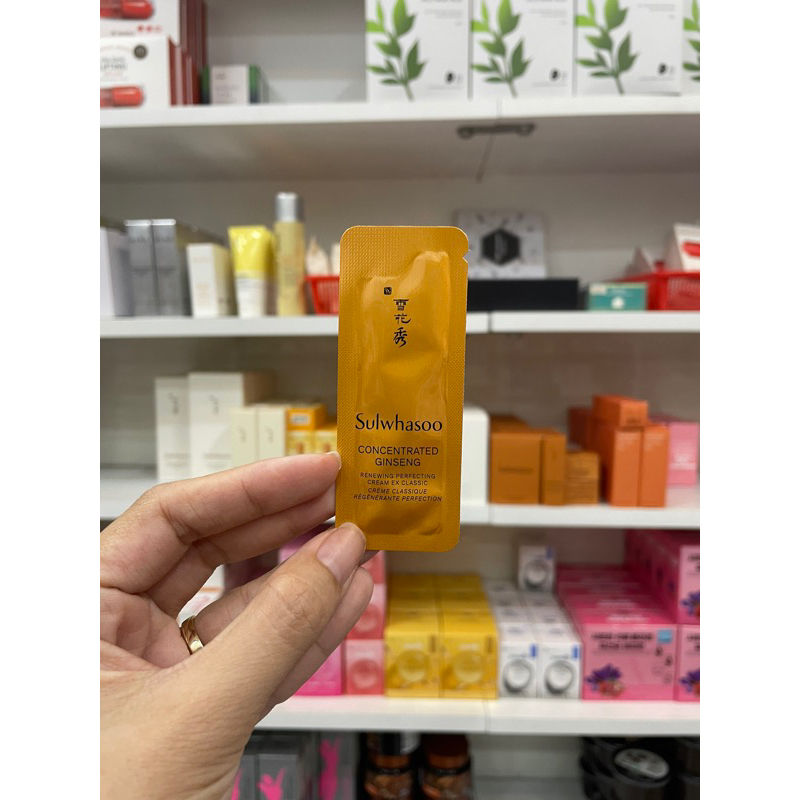 雪
花
秀
Sulwhasoo
CONCENTRATED
GINSENG
RENEWING PERFECTING
CREAM EX CLASSIC
CRÈME CLASSIQUE
RÉGÉNÉRANTE PERFECTION